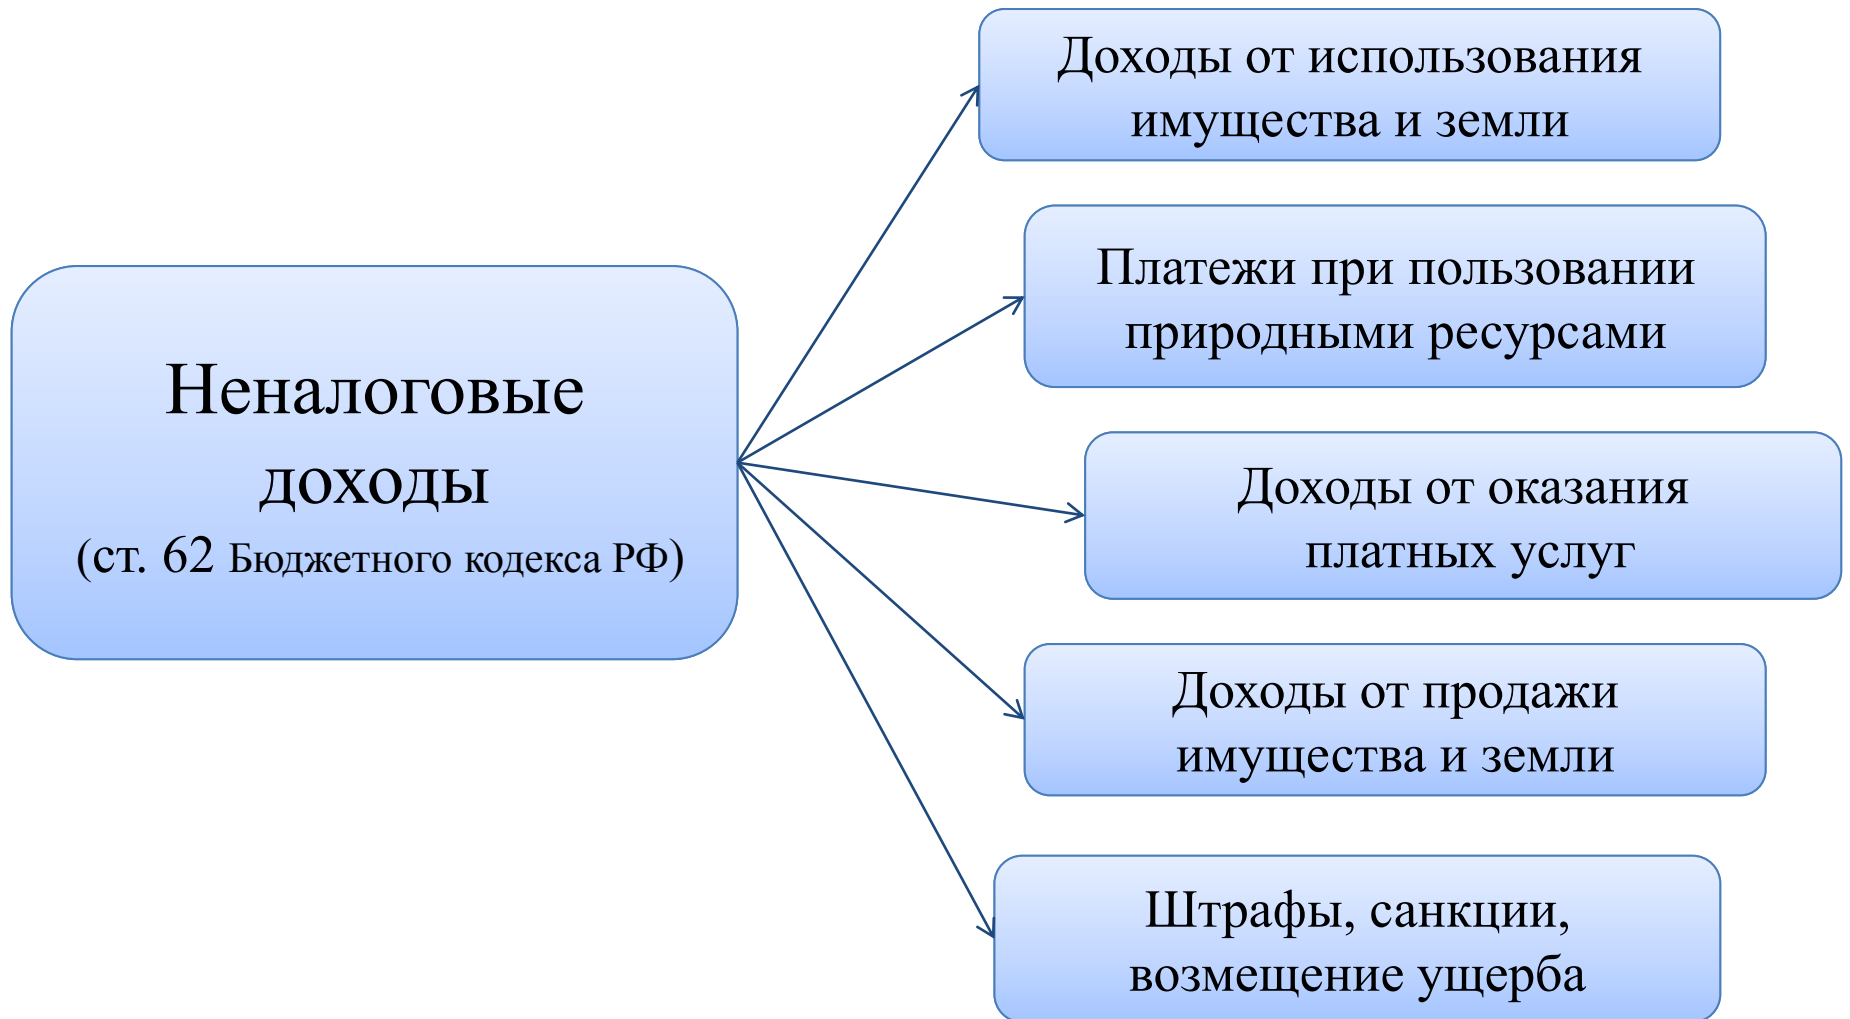 Неналоговые
доходы
(ст. 62 Бюджетного кодекса РФ)
Доходы от использования
имущества и земли
Платежи при пользовании
природными ресурсами
Доходы от оказания
платных услуг
Доходы от продажи
имущества и земли
Штрафы, санкции,
возмещение ущерба